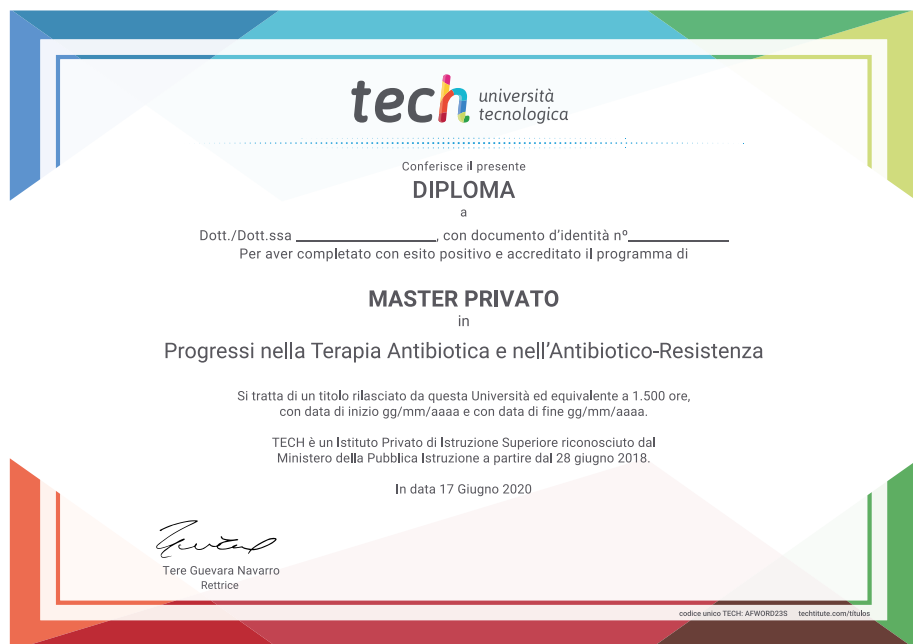 tech università
tecnologica
Conferisce il presente
DIPLOMA
a
Dott./Dott.ssa ________________, con documento d'identità nº____________
Per aver completato con esito positivo e accreditato il programma di
MASTER PRIVATO
in
Progressi nella Terapia Antibiotica e nell'Antibiotico-Resistenza
Si tratta di un titolo rilasciato da questa Università ed equivalente a 1.500 ore,
con data di inizio gg/mm/aaaa e con data di fine gg/mm/aaaa.
TECH è un Istituto Privato di Istruzione Superiore riconosciuto dal
Ministero della Pubblica Istruzione a partire dal 28 giugno 2018.
In data 17 Giugno 2020
Tere Guevara Navarro
Rettrice
codice unico TECH: AFWORD23S techtitute.com/títulos